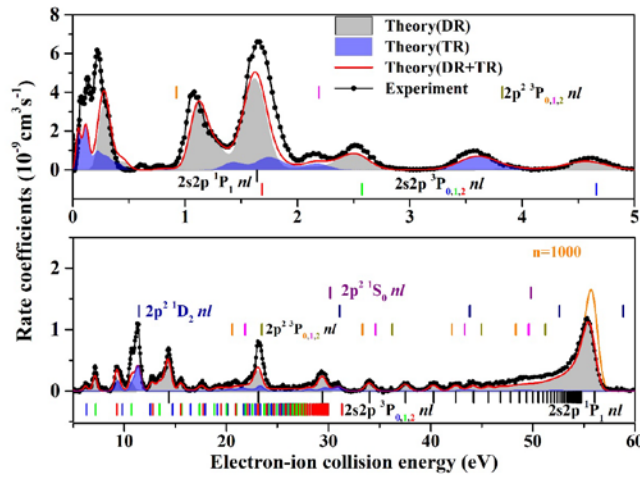 8
6
4
2
0
Theory(DR)
Theory(TR)
Theory(DR+TR)
Experiment
2p² ³P₀,₁,₂ nl
2s2p ¹P₁ nl
2s2p ³P₀,₁,₂ nl
0 1 2 3 4 5
Rate coefficients (10⁻⁹ cm³s⁻¹)
2
1
0
n=1000
2p² ¹S₀ nl
2p² ¹D₂ nl
2p² ³P₀,₁,₂ nl
2s2p ³P₀,₁,₂ nl
2s2p ¹P₁ nl
10 20 30 40 50 60
Electron-ion collision energy (eV)